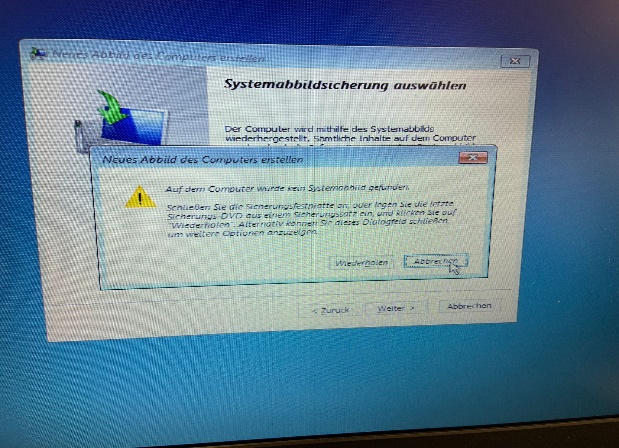 Neues Abbild des Computers erstellen
Systemabbildsicherung auswählen
Der Computer wird mithilfe des Systemabbilds
wiederhergestellt. Sämtliche Inhalte auf dem Computer
Neues Abbild des Computers erstellen
Auf dem Computer wurde kein Systemabbild gefunden.
Schließen Sie die Sicherungsfestplatte an, oder legen Sie die letzte
Sicherungs-DVD aus einem Sicherungssatz ein, und klicken Sie auf
"Wiederholen". Alternativ können Sie dieses Dialogfeld schließen,
um weitere Optionen anzuzeigen.
Wiederholen Abbrechen
< Zurück Weiter > Abbrechen